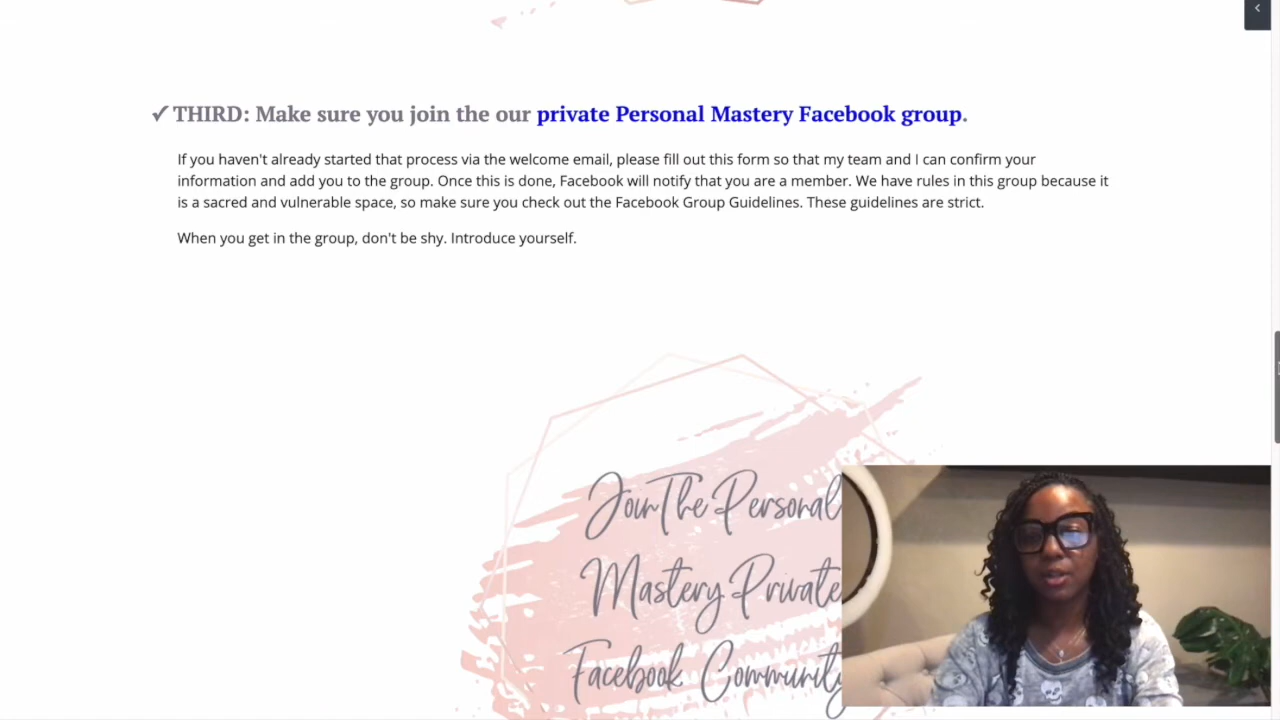 ✓ THIRD: Make sure you join the our private Personal Mastery Facebook group.
If you haven't already started that process via the welcome email, please fill out this form so that my team and I can confirm your
information and add you to the group. Once this is done, Facebook will notify that you are a member. We have rules in this group because it
is a sacred and vulnerable space, so make sure you check out the Facebook Group Guidelines. These guidelines are strict.
When you get in the group, don't be shy. Introduce yourself.
Join The Personal
Mastery Private
Facebook Community